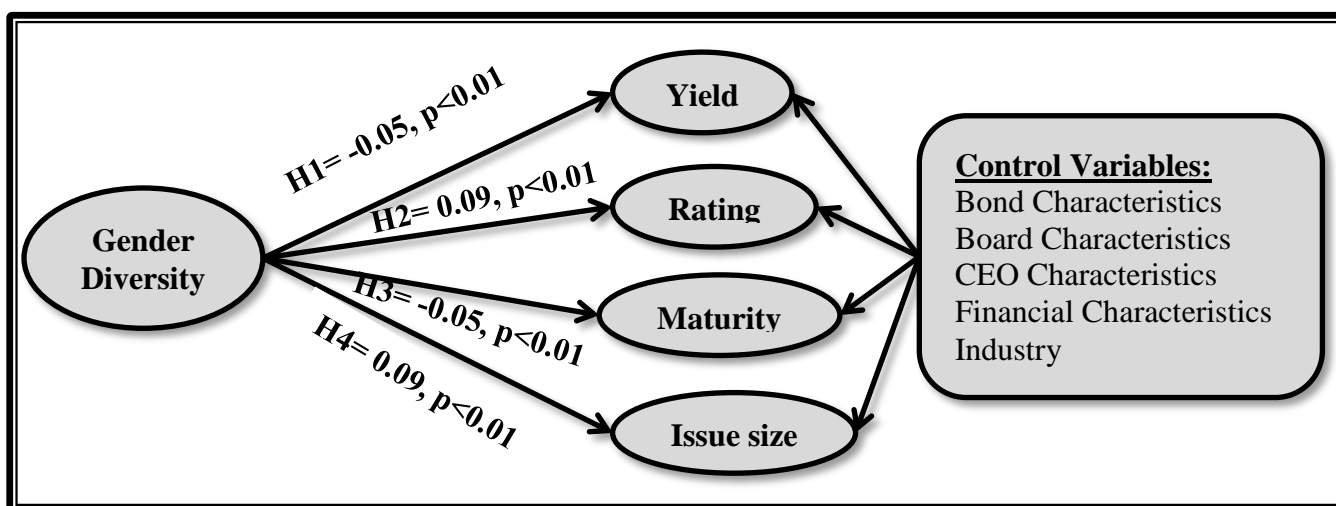 H1= -0.05, p<0.01
Yield
H2= 0.09, p<0.01
Rating
Gender
Diversity
H3= -0.05, p<0.01
Maturity
H4= 0.09, p<0.01
Issue size
Control Variables:
Bond Characteristics
Board Characteristics
CEO Characteristics
Financial Characteristics
Industry